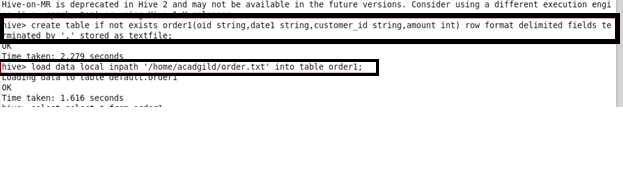 Hive-on-MR is deprecated in Hive 2 and may not be available in the future versions. Consider using a different execution engi
hive> create table if not exists order1(oid string,date1 string,customer_id string,amount int) row format delimited fields te
rminated by ',' stored as textfile;
OK
Time taken: 2.279 seconds
hive> load data local inpath '/home/acadgild/order.txt' into table order1;
Loading data to table default.order1
OK
Time taken: 1.616 seconds